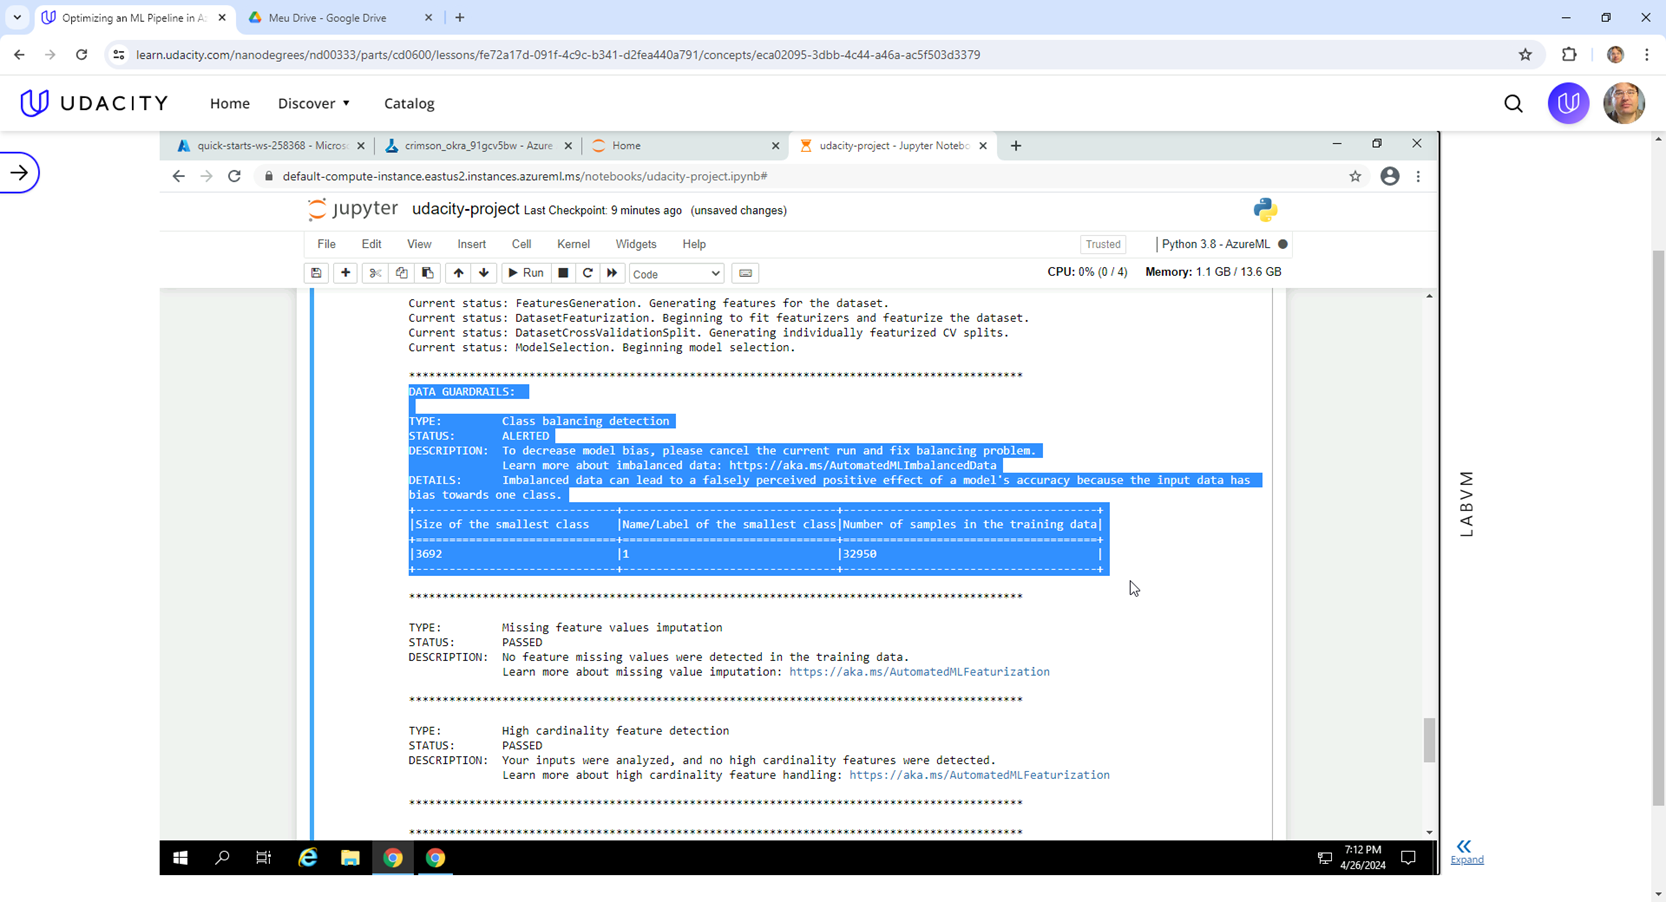 Optimizing an ML Pipeline in Az
Meu Drive - Google Drive
learn.udacity.com/nanodegrees/nd00333/parts/cd0600/lessons/fe72a17d-091f-4c9c-b341-d2fea440a791/concepts/eca02095-3dbb-4c44-a46a-ac5f503d3379
UDACITY
Home
Discover
Catalog
quick-starts-ws-258368 - Micros
crimson_okra_91gcv5bw - Azure
Home
udacity-project - Jupyter Notebo
default-compute-instance.eastus2.instances.azureml.ms/notebooks/udacity-project.ipynb#
jupyter udacity-project Last Checkpoint: 9 minutes ago (unsaved changes)
File Edit View Insert Cell Kernel Widgets Help
Trusted
Python 3.8 - AzureML
Run
Code
CPU: 0% (0 / 4) Memory: 1.1 GB / 13.6 GB
Current status: FeaturesGeneration. Generating features for the dataset.
Current status: DatasetFeaturization. Beginning to fit featurizers and featurize the dataset.
Current status: DatasetCrossValidationSplit. Generating individually featurized CV splits.
Current status: ModelSelection. Beginning model selection.
********************************************************************************************
DATA GUARDRAILS:
TYPE: Class balancing detection
STATUS: ALERTED
DESCRIPTION: To decrease model bias, please cancel the current run and fix balancing problem.
Learn more about imbalanced data: https://aka.ms/AutomatedMLImbalancedData
DETAILS: Imbalanced data can lead to a falsely perceived positive effect of a model's accuracy because the input data has
bias towards one class.
+------------------------------+--------------------------------+--------------------------------------+
|Size of the smallest class |Name/Label of the smallest class|Number of samples in the training data|
+==============================+================================+======================================+
|3692 |1 |32950 |
+------------------------------+--------------------------------+--------------------------------------+
********************************************************************************************
TYPE: Missing feature values imputation
STATUS: PASSED
DESCRIPTION: No feature missing values were detected in the training data.
Learn more about missing value imputation: https://aka.ms/AutomatedMLFeaturization
********************************************************************************************
TYPE: High cardinality feature detection
STATUS: PASSED
DESCRIPTION: Your inputs were analyzed, and no high cardinality features were detected.
Learn more about high cardinality feature handling: https://aka.ms/AutomatedMLFeaturization
********************************************************************************************
********************************************************************************************
LABVM
7:12 PM
4/26/2024
Expand